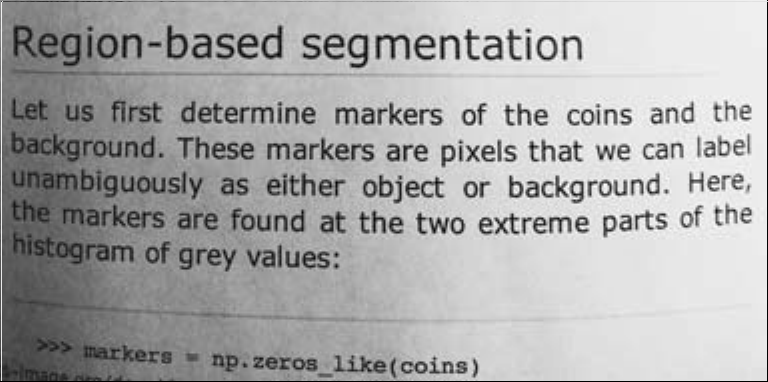 Region-based segmentation
Let us first determine markers of the coins and the
background. These markers are pixels that we can label
unambiguously as either object or background. Here,
the markers are found at the two extreme parts of the
histogram of grey values:
>>> markers = np.zeros_like(coins)